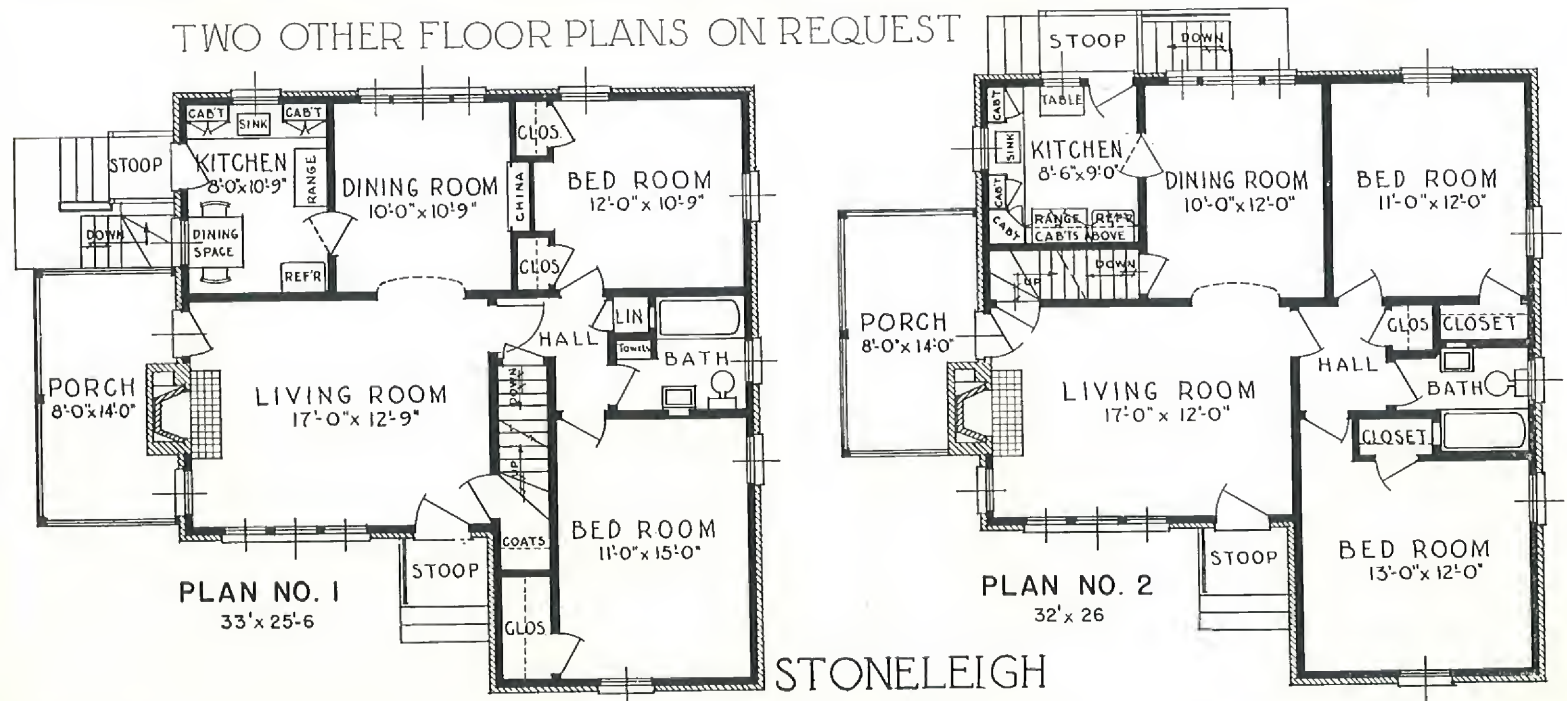 TWO OTHER FLOOR PLANS ON REQUEST
CAB'T
SINK
CAB'T
STOOP
KITCHEN
8'-0"x10'-9"
RANGE
DOWN
DINING
SPACE
REF'R
DINING ROOM
10'-0"x10'-9"
CHINA
CLOS.
BED ROOM
12'-0"x10'-9"
CLOS.
HALL
LIN
TOWELS
BATH
PORCH
8'-0"x14'-0"
LIVING ROOM
17'-0"x12'-9"
DOWN
UP
COATS
BED ROOM
11'-0"x15'-0"
STOOP
CLOS.
PLAN NO. 1
33'x25'-6
STOOP
DOWN
CAB'T
TABLE
SINK
KITCHEN
8'-6"x9'-0"
CAB'T
CAB'T
RANGE
REF'R
CAB'TS ABOVE
DINING ROOM
10'-0"x12'-0"
BED ROOM
11'-0"x12'-0"
UP
DOWN
PORCH
8'-0"x14'-0"
CLOS
CLOSET
HALL
BATH
LIVING ROOM
17'-0"x12'-0"
CLOSET
STOOP
BED ROOM
13'-0"x12'-0"
PLAN NO. 2
32'x26
STONELEIGH